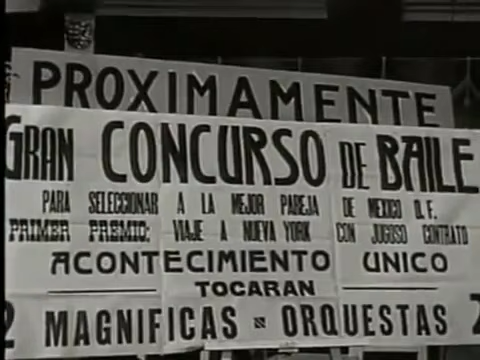 PROXIMAMENTE
GRAN CONCURSO DE BAILE
PARA SELECCIONAR A LA MEJOR PAREJA DE MEXICO D.F.
PRIMER PREMIO: VIAJE A NUEVA YORK CON JUGOSO CONTRATO
ACONTECIMIENTO UNICO
TOCARAN
2 MAGNIFICAS ORQUESTAS 2